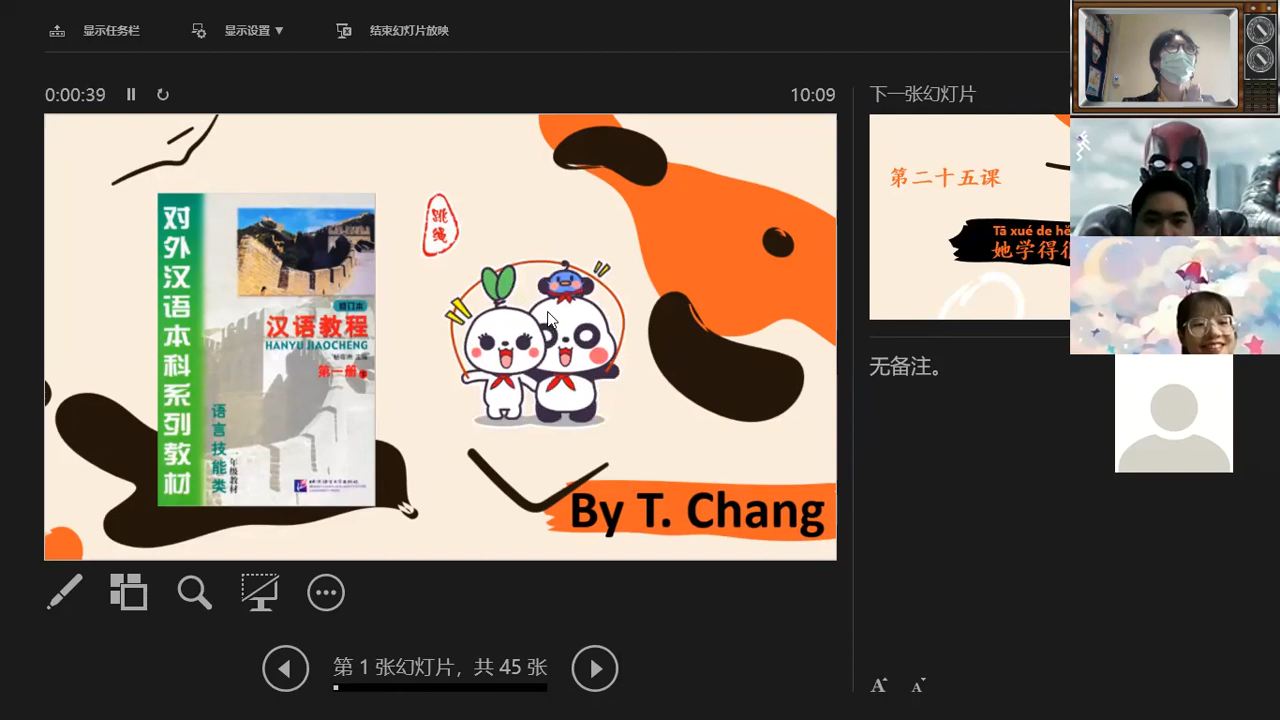 显示任务栏
显示设置 ▼
结束幻灯片放映
0:00:39
10:09
下一张幻灯片
对外汉语本科系列教材
修订本
汉语教程
HANYU JIAOCHENG
第一册
语言技能类
一年级教材
跳
By T. Chang
第二十五课
Tā xué de hě
她学得很
无备注。
第 1 张幻灯片，共 45 张